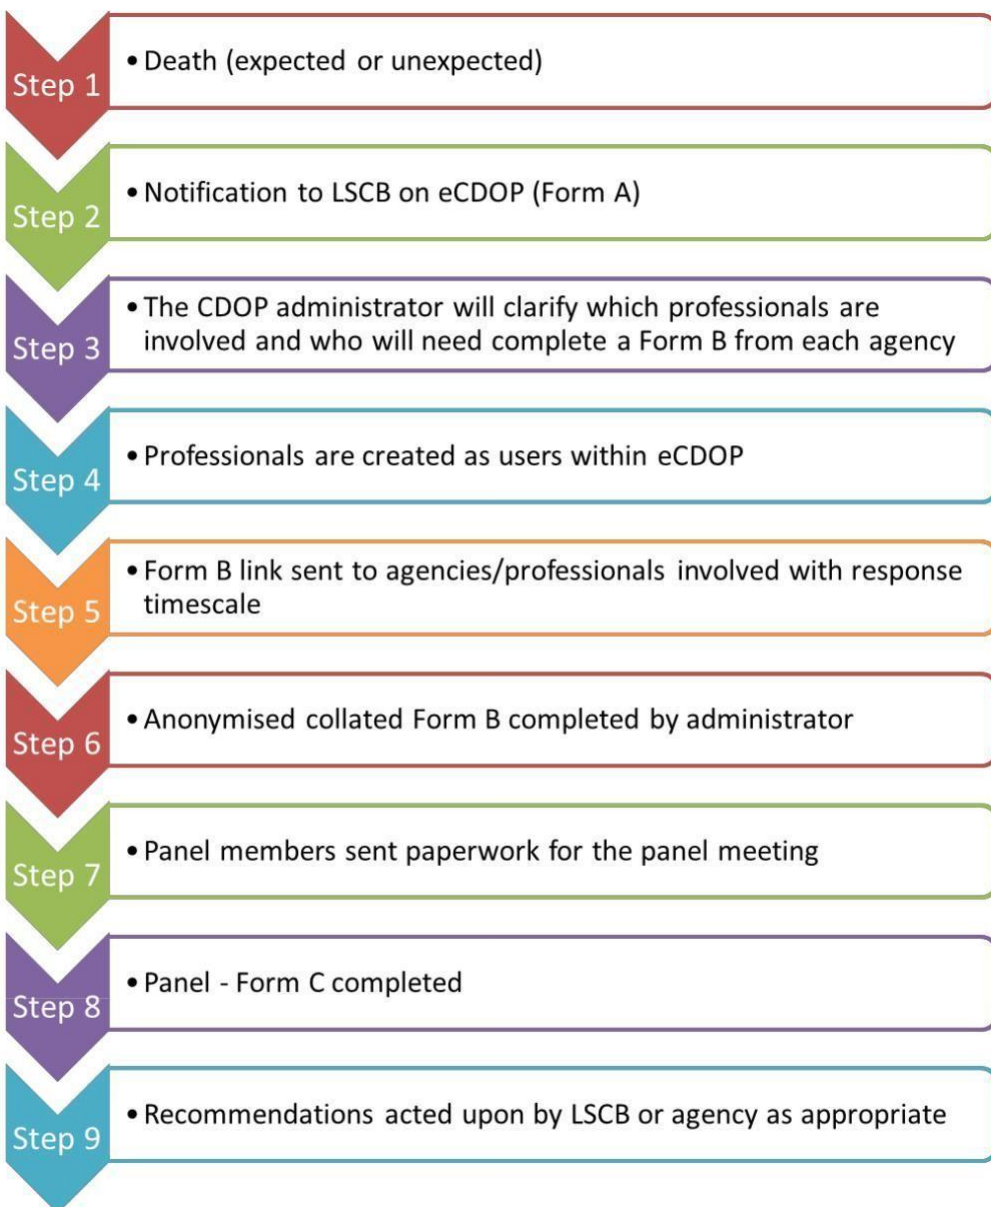 Step 1
• Death (expected or unexpected)
Step 2
• Notification to LSCB on eCDOP (Form A)
Step 3
• The CDOP administrator will clarify which professionals are
involved and who will need complete a Form B from each agency
Step 4
• Professionals are created as users within eCDOP
Step 5
• Form B link sent to agencies/professionals involved with response
timescale
Step 6
• Anonymised collated Form B completed by administrator
Step 7
• Panel members sent paperwork for the panel meeting
Step 8
• Panel - Form C completed
Step 9
• Recommendations acted upon by LSCB or agency as appropriate